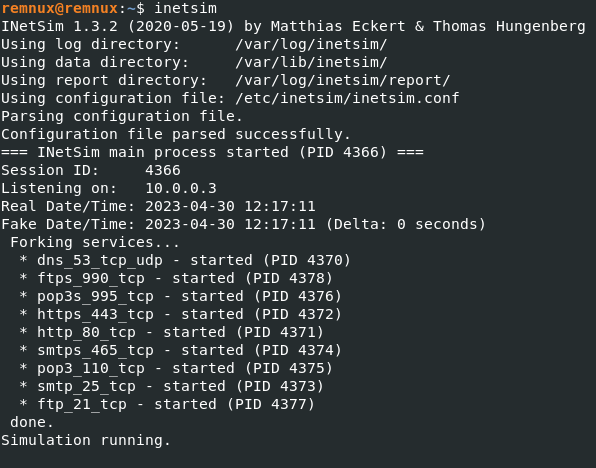 remnux@remnux:~$ inetsim
INetSim 1.3.2 (2020-05-19) by Matthias Eckert & Thomas Hungenberg
Using log directory:      /var/log/inetsim/
Using data directory:     /var/lib/inetsim/
Using report directory:   /var/log/inetsim/report/
Using configuration file: /etc/inetsim/inetsim.conf
Parsing configuration file.
Configuration file parsed successfully.
=== INetSim main process started (PID 4366) ===
Session ID:     4366
Listening on:   10.0.0.3
Real Date/Time: 2023-04-30 12:17:11
Fake Date/Time: 2023-04-30 12:17:11 (Delta: 0 seconds)
 Forking services...
  * dns_53_tcp_udp - started (PID 4370)
  * ftps_990_tcp - started (PID 4378)
  * pop3s_995_tcp - started (PID 4376)
  * https_443_tcp - started (PID 4372)
  * http_80_tcp - started (PID 4371)
  * smtps_465_tcp - started (PID 4374)
  * pop3_110_tcp - started (PID 4375)
  * smtp_25_tcp - started (PID 4373)
  * ftp_21_tcp - started (PID 4377)
 done.
Simulation running.